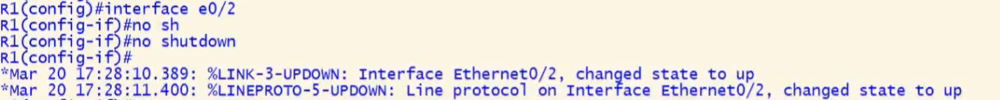 R1(config)#interface e0/2
R1(config-if)#no sh
R1(config-if)#no shutdown
R1(config-if)#
*Mar 20 17:28:10.389: %LINK-3-UPDOWN: Interface Ethernet0/2, changed state to up
*Mar 20 17:28:11.400: %LINEPROTO-5-UPDOWN: Line protocol on Interface Ethernet0/2, changed state to up